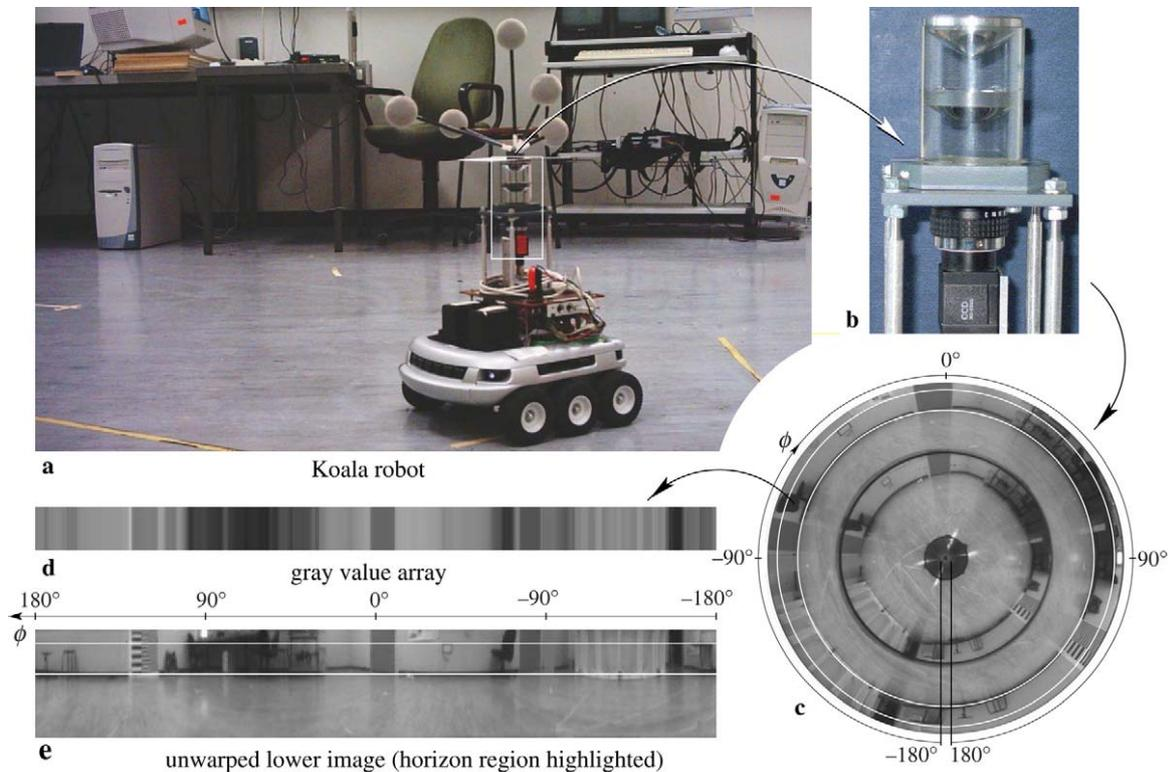 b
CCD
a
Koala robot
0°
ϕ
–90°
90°
c
–180° 180°
d
gray value array
180° 90° 0° –90° –180°
ϕ
e
unwarped lower image (horizon region highlighted)